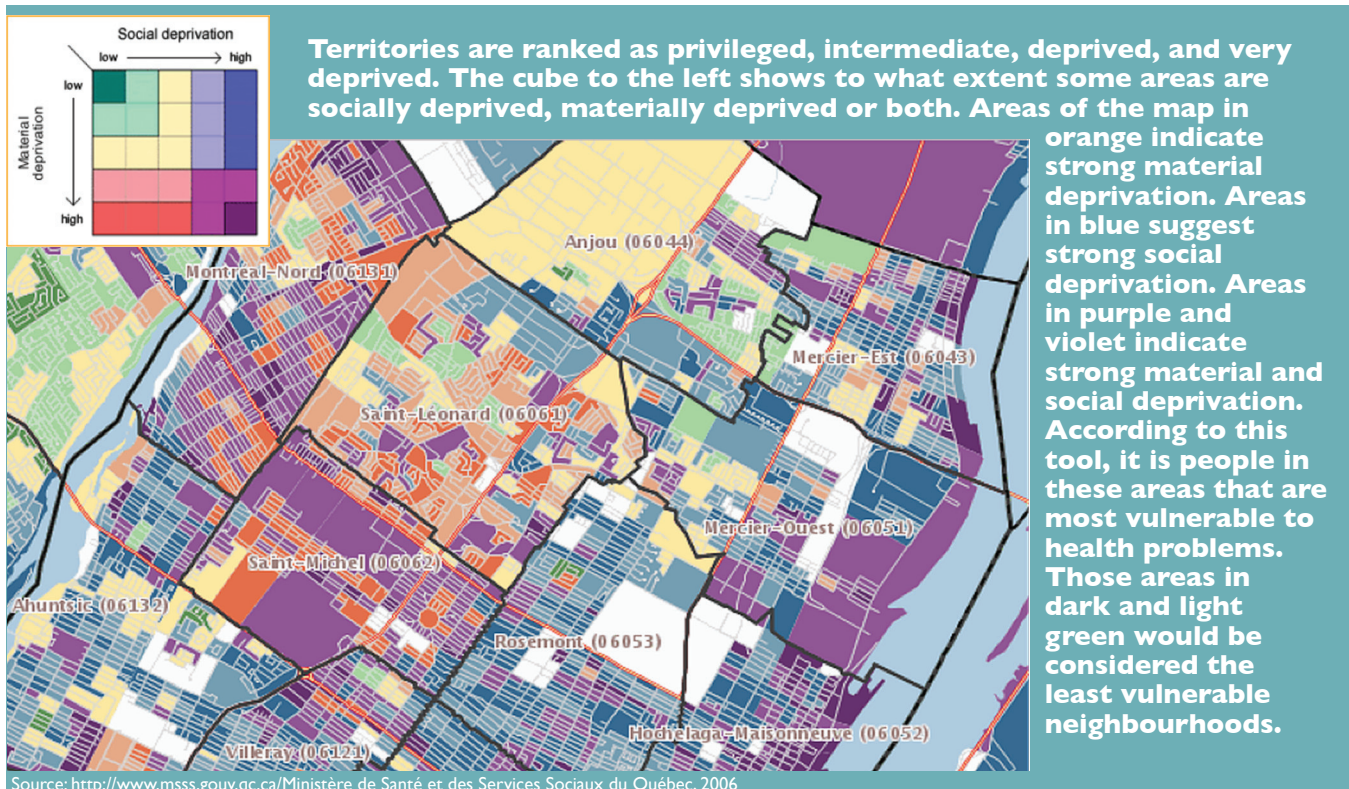 Social deprivation
low high
low
Material
deprivation
high
Territories are ranked as privileged, intermediate, deprived, and very
deprived. The cube to the left shows to what extent some areas are
socially deprived, materially deprived or both. Areas of the map in
orange indicate
strong material
deprivation. Areas
in blue suggest
strong social
deprivation. Areas
in purple and
violet indicate
strong material and
social deprivation.
According to this
tool, it is people in
these areas that are
most vulnerable to
health problems.
Those areas in
dark and light
green would be
considered the
least vulnerable
neighbourhoods.
Anjou (06044)
Montréal-Nord (06131)
Mercier-Est (06043)
Saint-Léonard (06061)
Mercier-Ouest (06051)
Saint-Michel (06062)
Ahuntsic (06132)
Rosemont (06053)
Hochelaga-Maisonneuve (06052)
Villeray (06121)
Source: http://www.msss.gouv.qc.ca/Ministère de Santé et des Services Sociaux du Québec, 2006